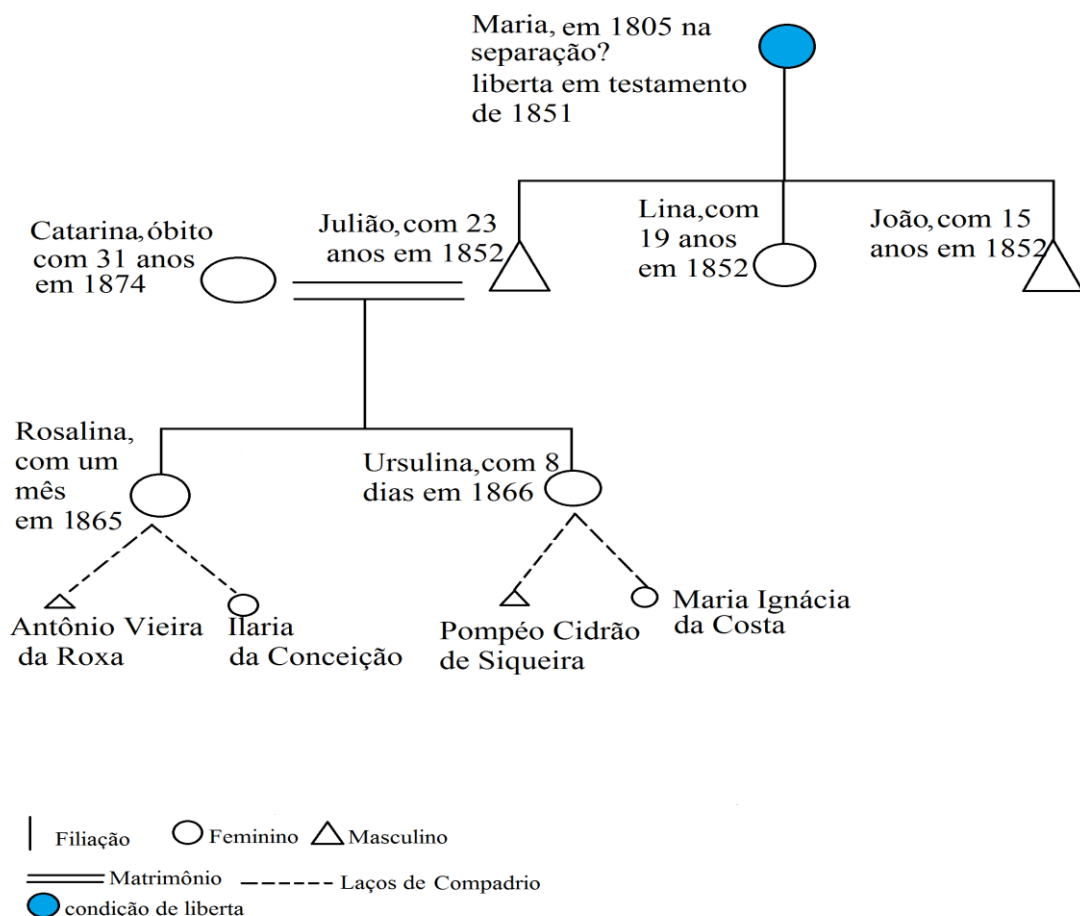 Maria, em 1805 na
separação?
liberta em testamento
de 1851
Catarina, óbito
com 31 anos
em 1874
Julião, com 23
anos em 1852
Lina, com
19 anos
em 1852
João, com 15
anos em 1852
Rosalina,
com um
mês
em 1865
Ursulina, com 8
dias em 1866
Antônio Vieira
da Roxa
Ilaria
da Conceição
Pompéo Cidrão
de Siqueira
Maria Ignácia
da Costa
Filiação
Feminino
Masculino
Matrimônio
Laços de Compadrio
condição de liberta